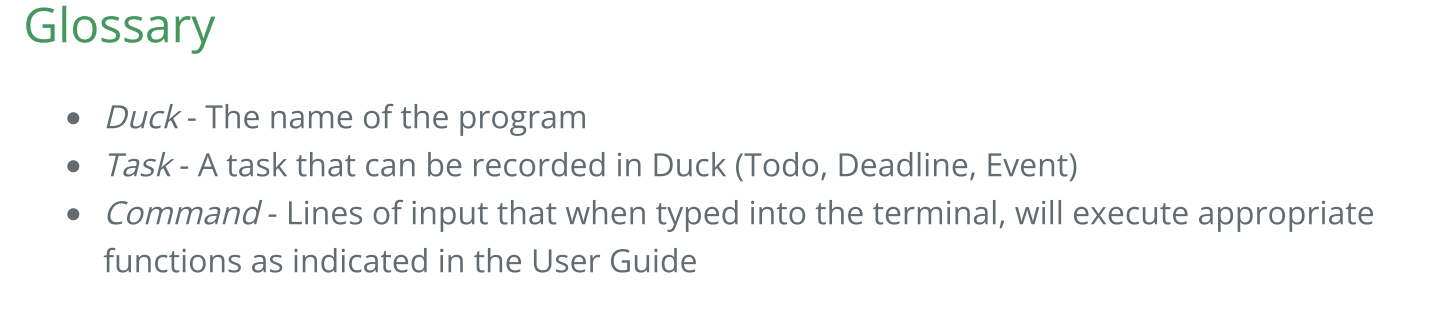 Glossary
Duck - The name of the program
Task - A task that can be recorded in Duck (Todo, Deadline, Event)
Command - Lines of input that when typed into the terminal, will execute appropriate
functions as indicated in the User Guide